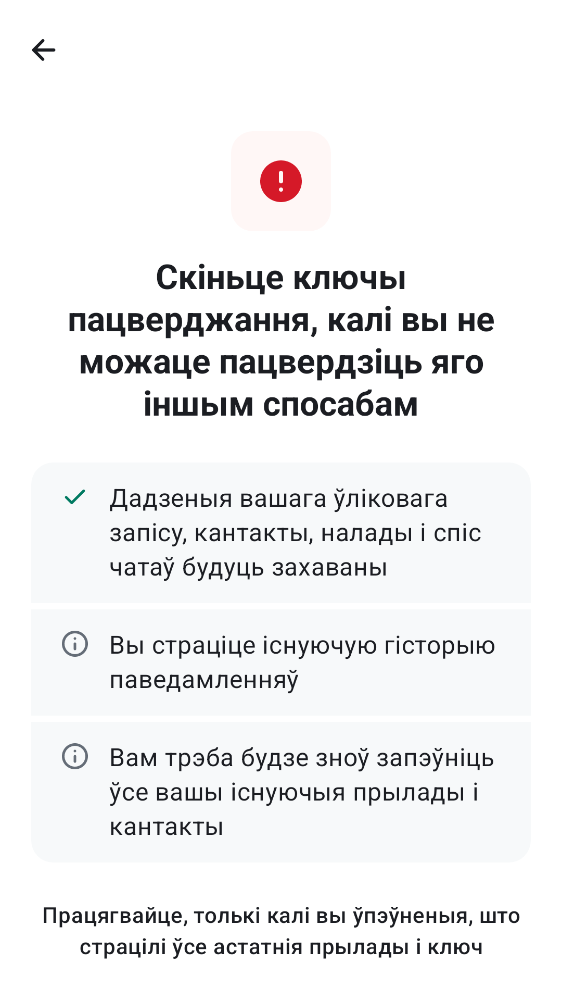 Скіньце ключы
пацверджання, калі вы не
можаце пацвердзіць яго
іншым спосабам
Дадзеныя вашага ўліковага
запісу, кантакты, налады і спіс
чатаў будуць захаваны
Вы страціце існуючую гісторыю
паведамленняў
Вам трэба будзе зноў запэўніць
ўсе вашы існуючыя прылады і
кантакты
Працягвайце, толькі калі вы ўпэўненыя, што
страцілі ўсе астатнія прылады і ключ